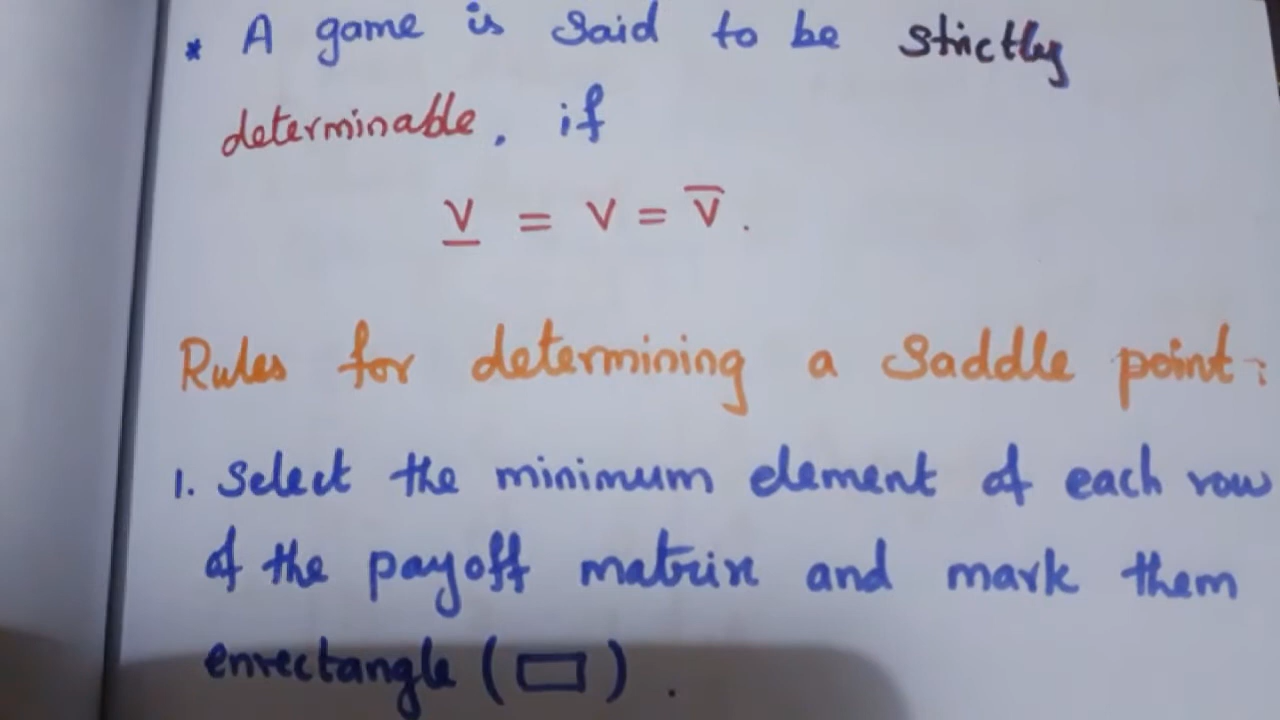 * A game is said to be strictly
determinable, if
V̲ = V = V̅.
Rules for determining a saddle point:
1. Select the minimum element of each row
of the payoff matrix and mark them
enrectangle (▭).